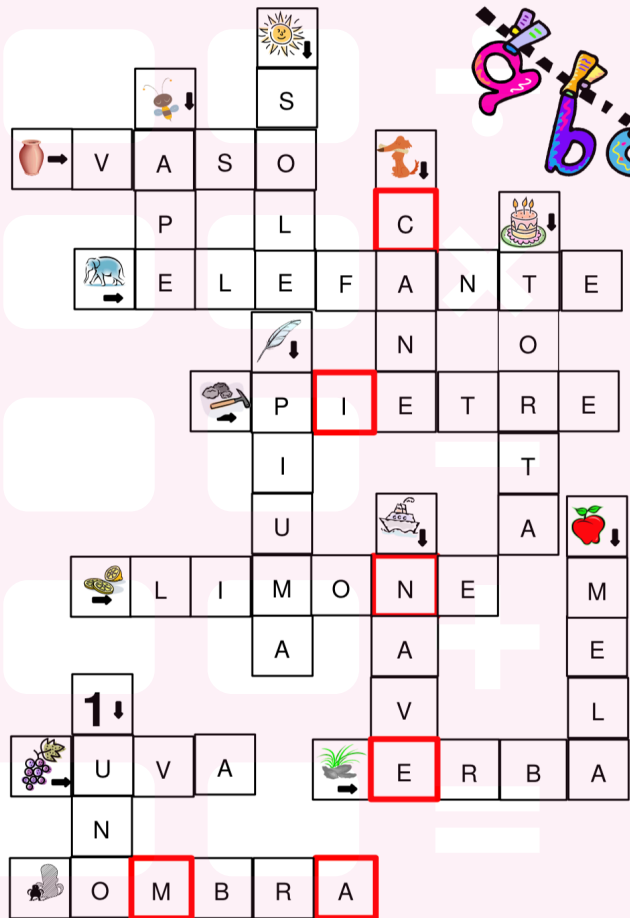 a b
S
V A S O
P L C
E L E F A N T E
N O
P I E T R E
I T
U A
L I M O N E M
A A E
1 V L
U V A E R B A
N
O M B R A